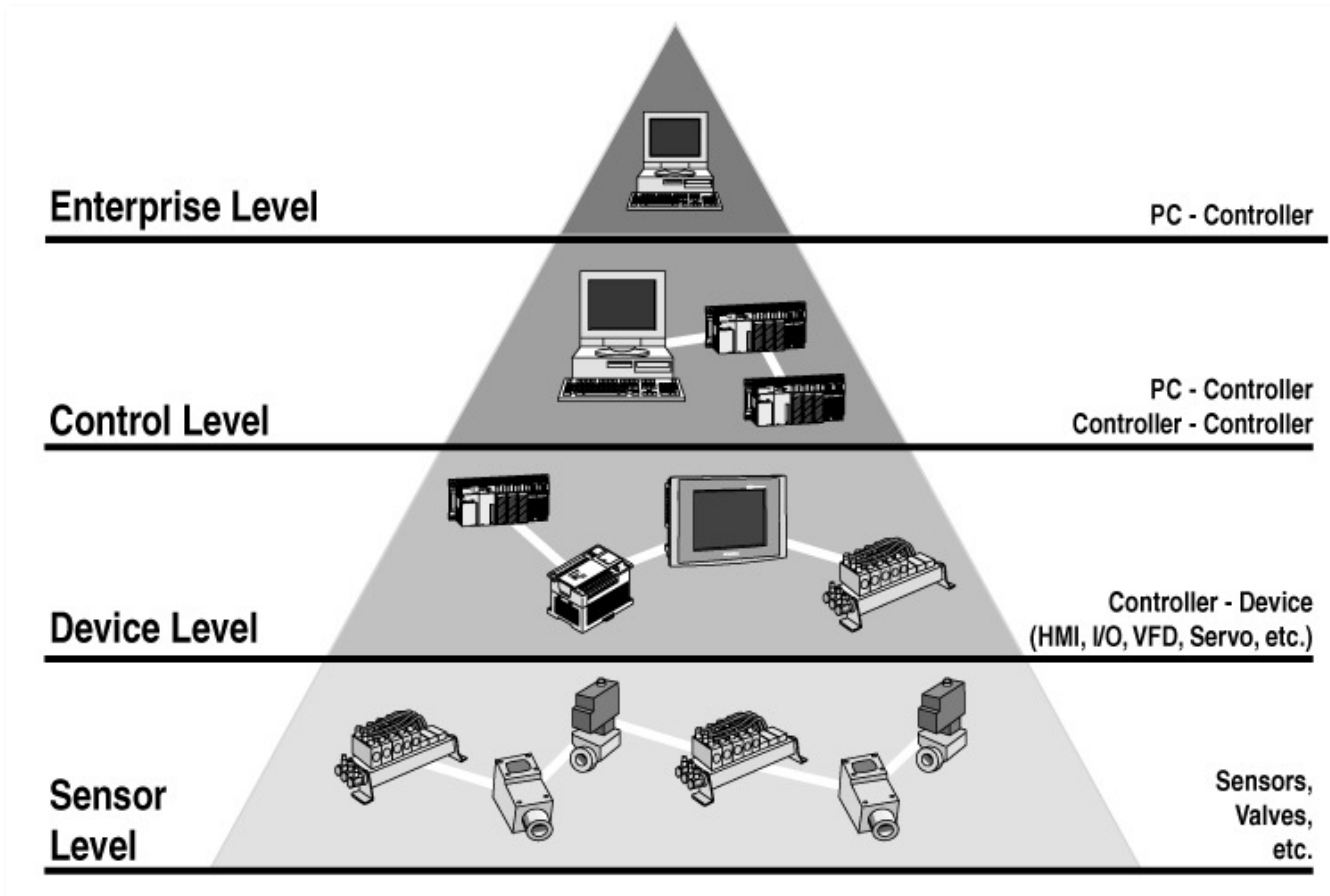 Enterprise Level
PC - Controller
Control Level
PC - Controller
Controller - Controller
Device Level
Controller - Device
(HMI, I/O, VFD, Servo, etc.)
Sensor
Level
Sensors,
Valves,
etc.